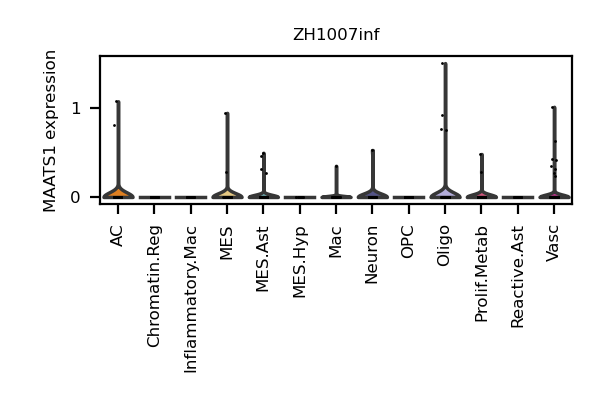 ZH1007inf
MAATS1 expression
1
0
AC
Chromatin.Reg
Inflammatory.Mac
MES
MES.Ast
MES.Hyp
Mac
Neuron
OPC
Oligo
Prolif.Metab
Reactive.Ast
Vasc